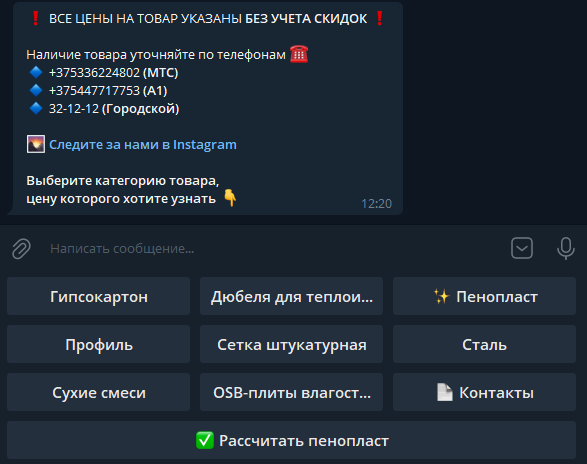 ❗ ВСЕ ЦЕНЫ НА ТОВАР УКАЗАНЫ БЕЗ УЧЕТА СКИДОК ❗
Наличие товара уточняйте по телефонам ☎️
🔹 +375336224802 (МТС)
🔹 +375447717753 (А1)
🔹 32-12-12 (Городской)
🌄 Следите за нами в Instagram
Выберите категорию товара,
цену которого хотите узнать 👇
12:20
Написать сообщение...
Гипсокартон
Дюбеля для теплои...
✨ Пенопласт
Профиль
Сетка штукатурная
Сталь
Сухие смеси
OSB-плиты влагост...
📄 Контакты
✅ Рассчитать пенопласт